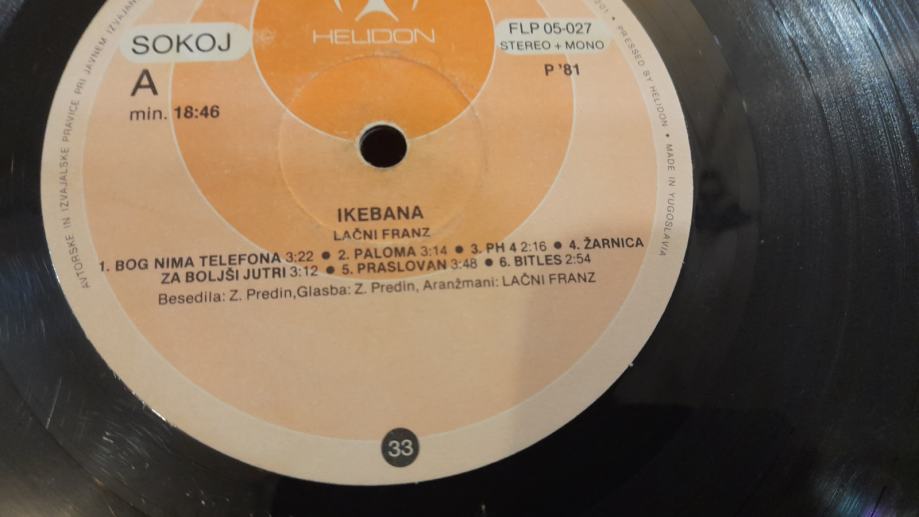 HELIDON
SOKOJ
FLP 05-027
STEREO + MONO
A
P '81
min. 18:46
IKEBANA
LAČNI FRANZ
1. BOG NIMA TELEFONA 3:22 ● 2. PALOMA 3:14 ● 3. PH 4 2:16 ● 4. ŽARNICA
ZA BOLJŠI JUTRI 3:12 ● 5. PRASLOVAN 3:48 ● 6. BITLES 2:54
Besedila: Z. Predin,Glasba: Z. Predin, Aranžmani: LAČNI FRANZ
33
AVTORSKE IN IZVAJALSKE PRAVICE PRI JAVNEM
PRESSED BY HELIDON • MADE IN YUGOSLAVIA